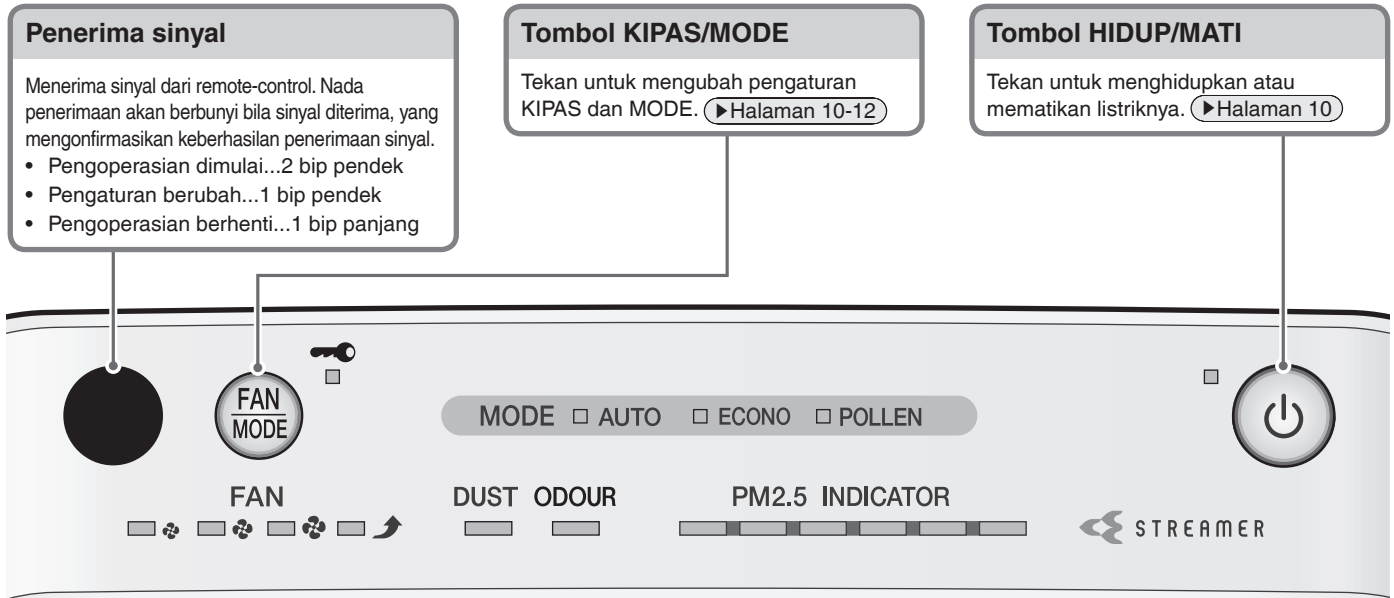 Penerima sinyal
Menerima sinyal dari remote-control. Nada
penerimaan akan berbunyi bila sinyal diterima, yang
mengonfirmasikan keberhasilan penerimaan sinyal.
• Pengoperasian dimulai...2 bip pendek
• Pengaturan berubah...1 bip pendek
• Pengoperasian berhenti...1 bip panjang
Tombol KIPAS/MODE
Tekan untuk mengubah pengaturan
KIPAS dan MODE. ▶Halaman 10-12
Tombol HIDUP/MATI
Tekan untuk menghidupkan atau
mematikan listriknya. ▶Halaman 10
FAN
MODE
MODE AUTO ECONO POLLEN
FAN DUST ODOUR PM2.5 INDICATOR
STREAMER